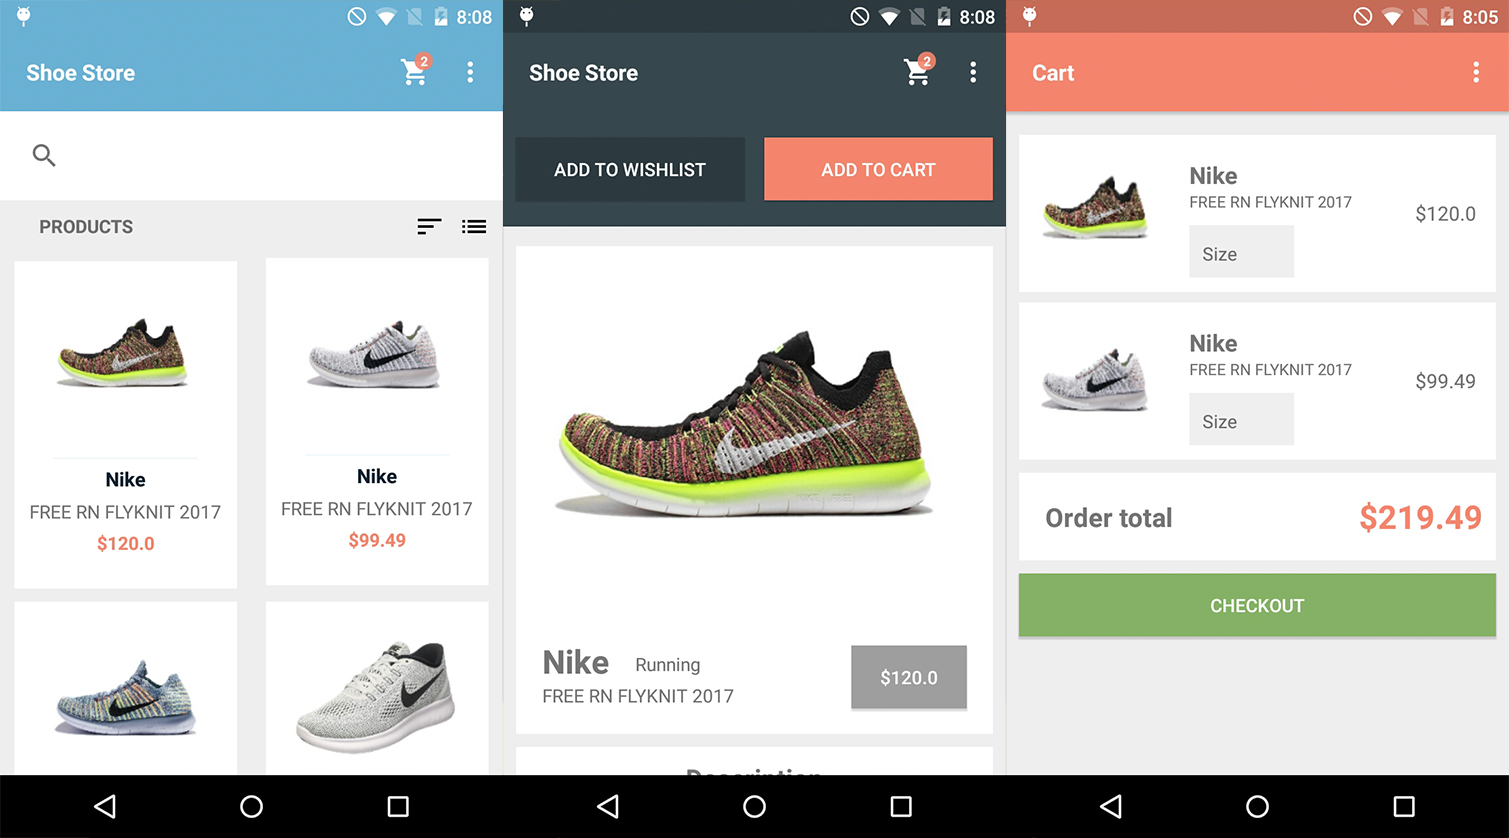 8:08
Shoe Store
2
PRODUCTS
Nike
FREE RN FLYKNIT 2017
$120.0
Nike
FREE RN FLYKNIT 2017
$99.49
8:08
Shoe Store
2
ADD TO WISHLIST
ADD TO CART
Nike Running
FREE RN FLYKNIT 2017
$120.0
Description
8:05
Cart
Nike
FREE RN FLYKNIT 2017
Size
$120.0
Nike
FREE RN FLYKNIT 2017
Size
$99.49
Order total $219.49
CHECKOUT